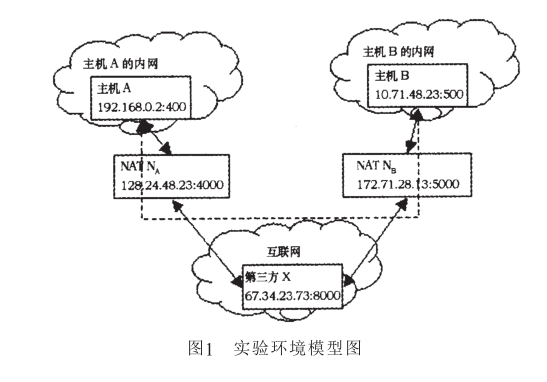 主机 A 的内网
主机 A
192.168.0.2:400
主机 B 的内网
主机 B
10.71.48.23:500
NAT NA
128.24.48.23:4000
NAT NB
172.71.28.13:5000
互联网
第三方 X
67.34.23.73:8000
图1 实验环境模型图